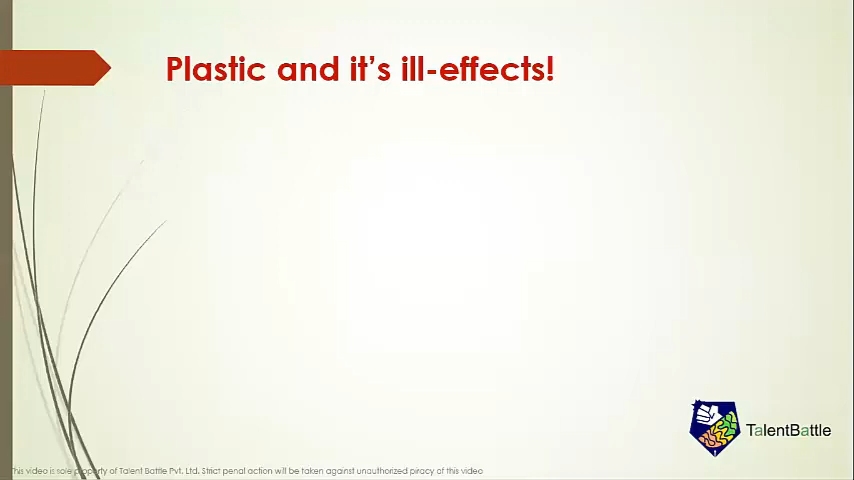 Plastic and it's ill-effects!
TalentBattle
This video is sole property of Talent Battle Pvt. Ltd. Strict penal action will be taken against unauthorized piracy of this video